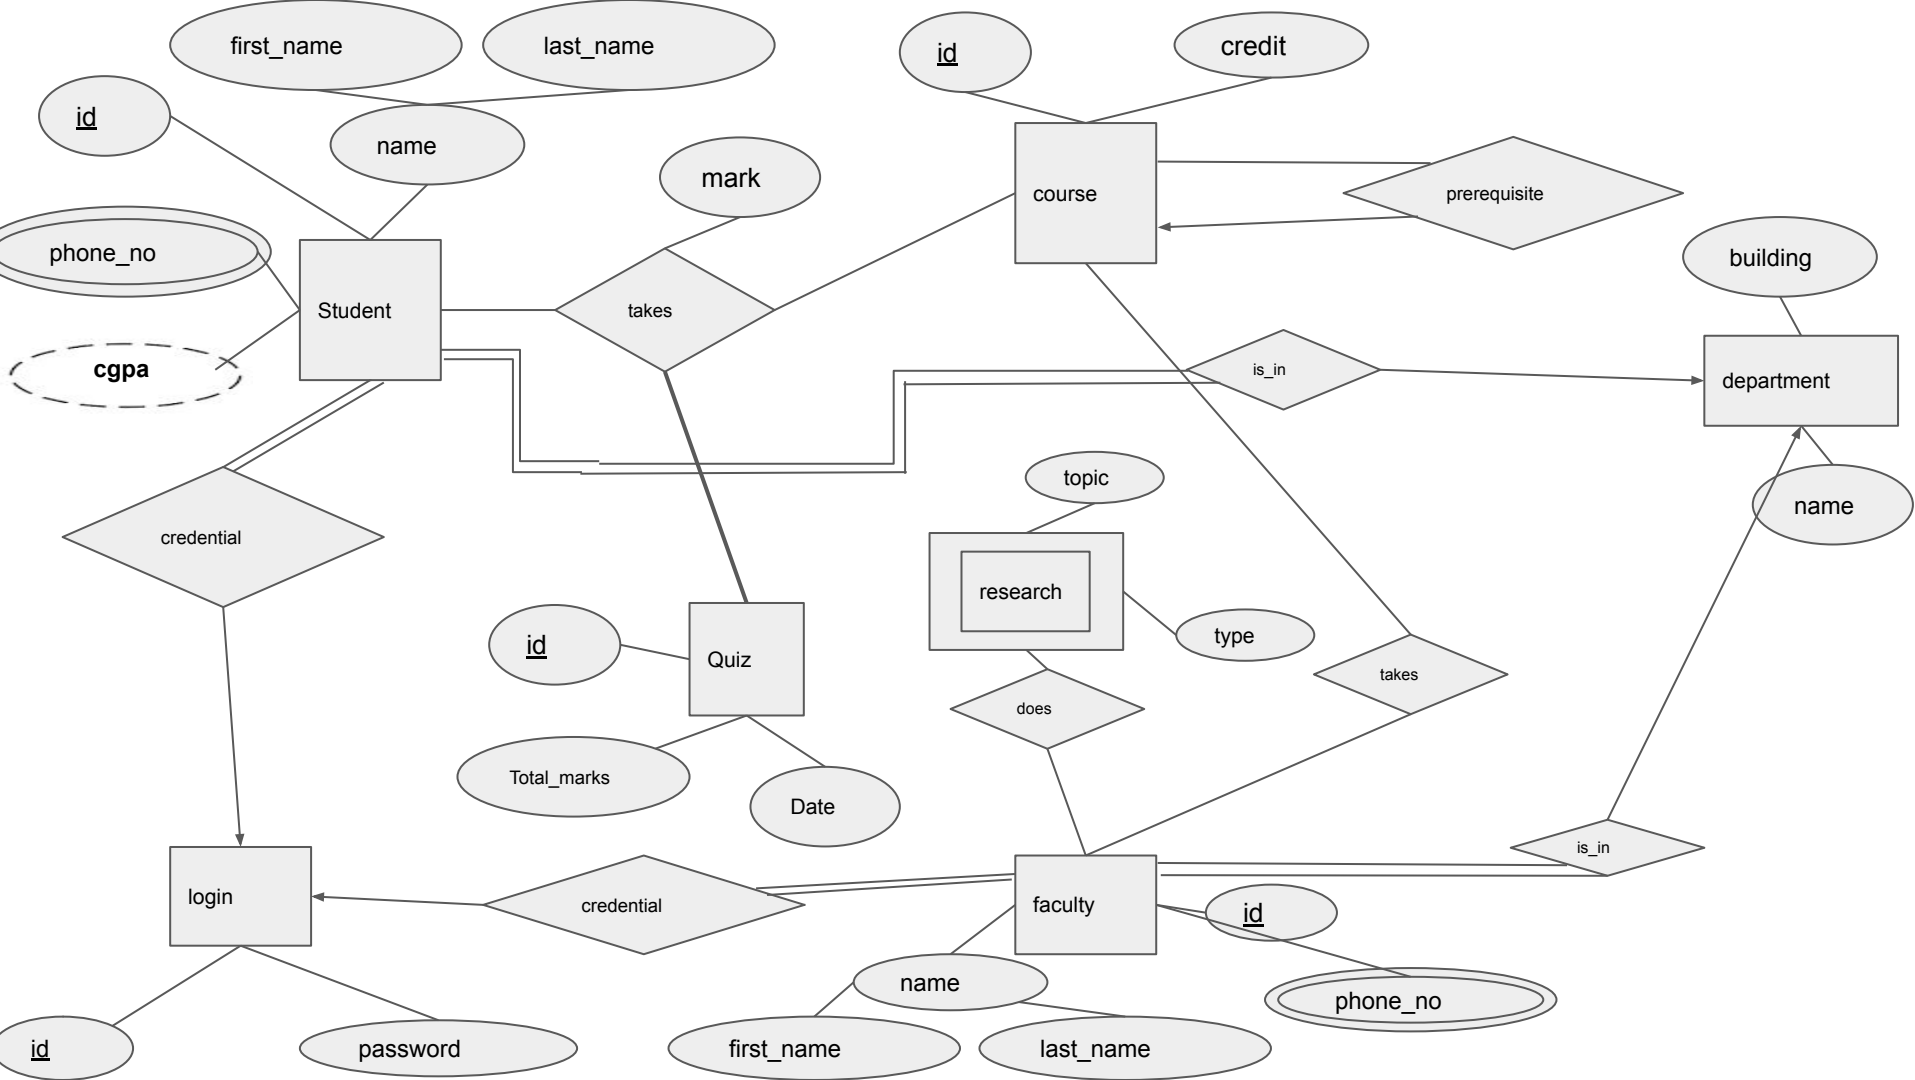 first_name
last_name
id
credit
id
name
mark
course
prerequisite
phone_no
building
Student
takes
cgpa
is_in
department
topic
name
credential
research
id
Quiz
type
takes
does
Total_marks
Date
is_in
login
credential
faculty
id
name
phone_no
id
password
first_name
last_name